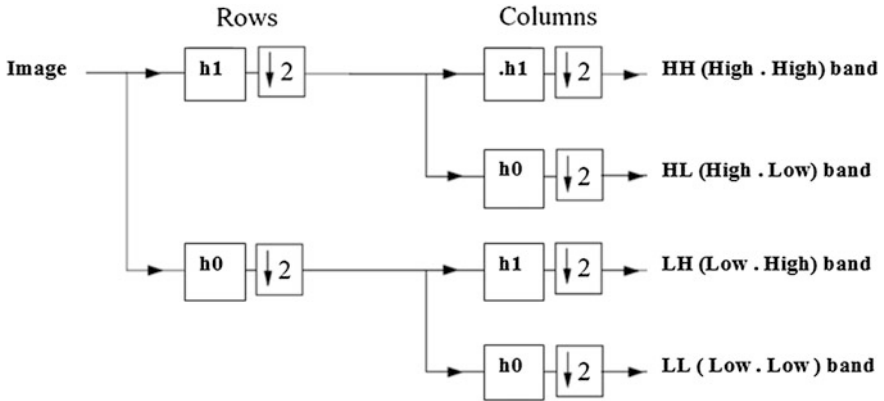 Rows Columns
Image h1 ↓2 .h1 ↓2 HH (High . High) band
h0 ↓2 HL (High . Low) band
h0 ↓2 h1 ↓2 LH (Low . High) band
h0 ↓2 LL ( Low . Low ) band